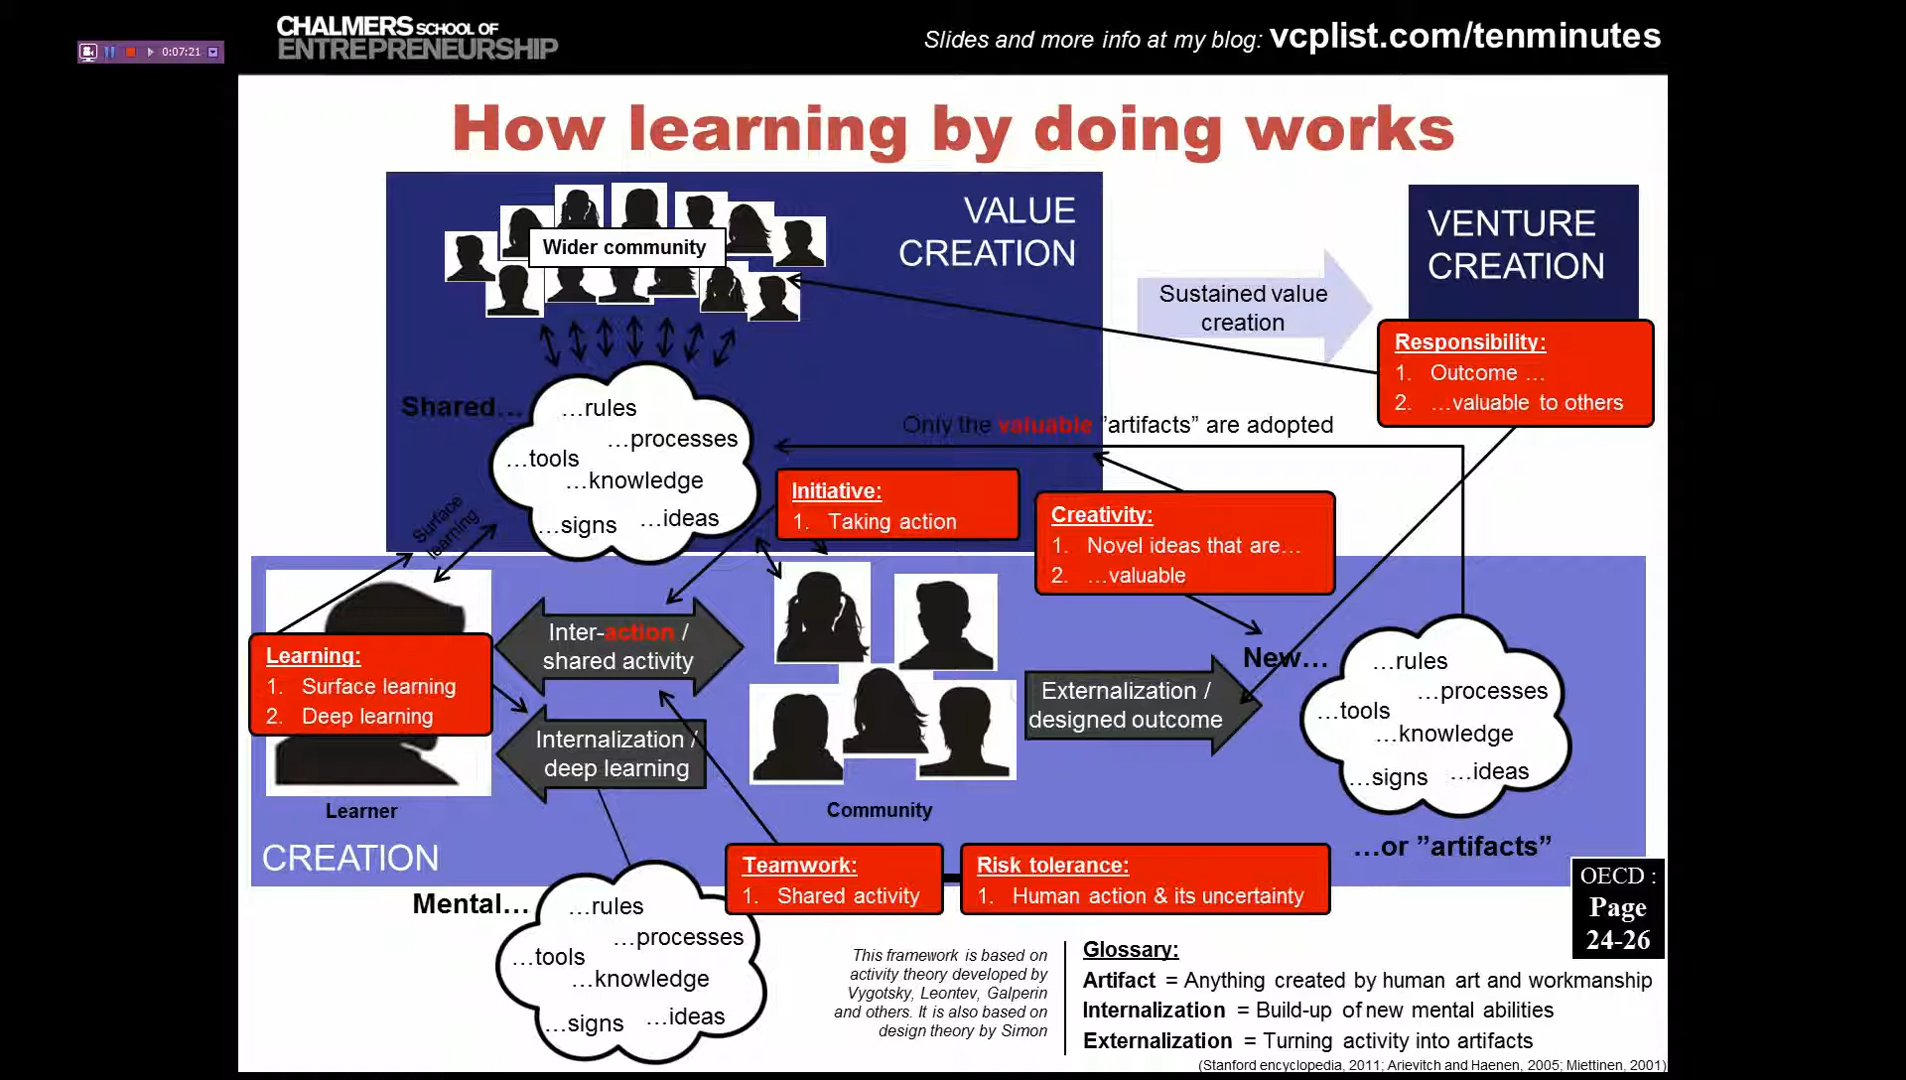 0:07:21
CHALMERS SCHOOL OF
ENTREPRENEURSHIP
Slides and more info at my blog: vcplist.com/tenminutes
How learning by doing works
Wider community
VALUE
CREATION
VENTURE
CREATION
Sustained value
creation
Responsibility:
1. Outcome …
2. …valuable to others
Shared…
…rules
…processes
…tools
…knowledge
…signs
…ideas
Only the valuable ”artifacts” are adopted
Initiative:
1. Taking action
Creativity:
1. Novel ideas that are…
2. …valuable
Surface
learning
Learning:
1. Surface learning
2. Deep learning
Inter-action /
shared activity
Internalization /
deep learning
Learner
Community
Externalization /
designed outcome
New…
…rules
…processes
…tools
…knowledge
…signs
…ideas
…or ”artifacts”
CREATION
Teamwork:
1. Shared activity
Risk tolerance:
1. Human action & its uncertainty
Mental…
…rules
…processes
…tools
…knowledge
…signs
…ideas
OECD :
Page
24-26
This framework is based on
activity theory developed by
Vygotsky, Leontev, Galperin
and others. It is also based on
design theory by Simon
Glossary:
Artifact = Anything created by human art and workmanship
Internalization = Build-up of new mental abilities
Externalization = Turning activity into artifacts
(Stanford encyclopedia, 2011; Arievitch and Haenen, 2005; Miettinen, 2001)